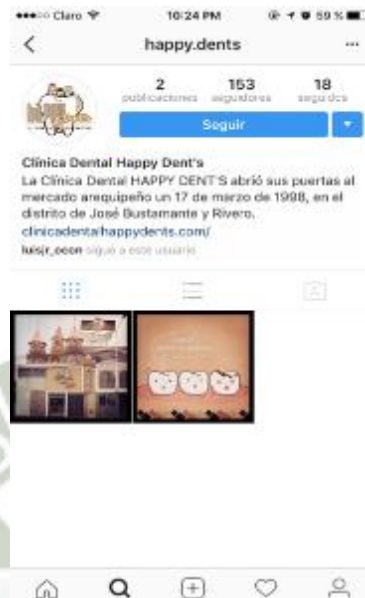 Claro 10:24 PM 59 %
happy.dents
2 153 18
publicaciones seguidores seguidos
Seguir
Clínica Dental Happy Dent's
La Clínica Dental HAPPY DENT'S abrió sus puertas al
mercado arequipeño un 17 de marzo de 1998, en el
distrito de José Bustamante y Rivero.
clinicadentalhappydents.com/
luisjr_ocon siguió a este usuario